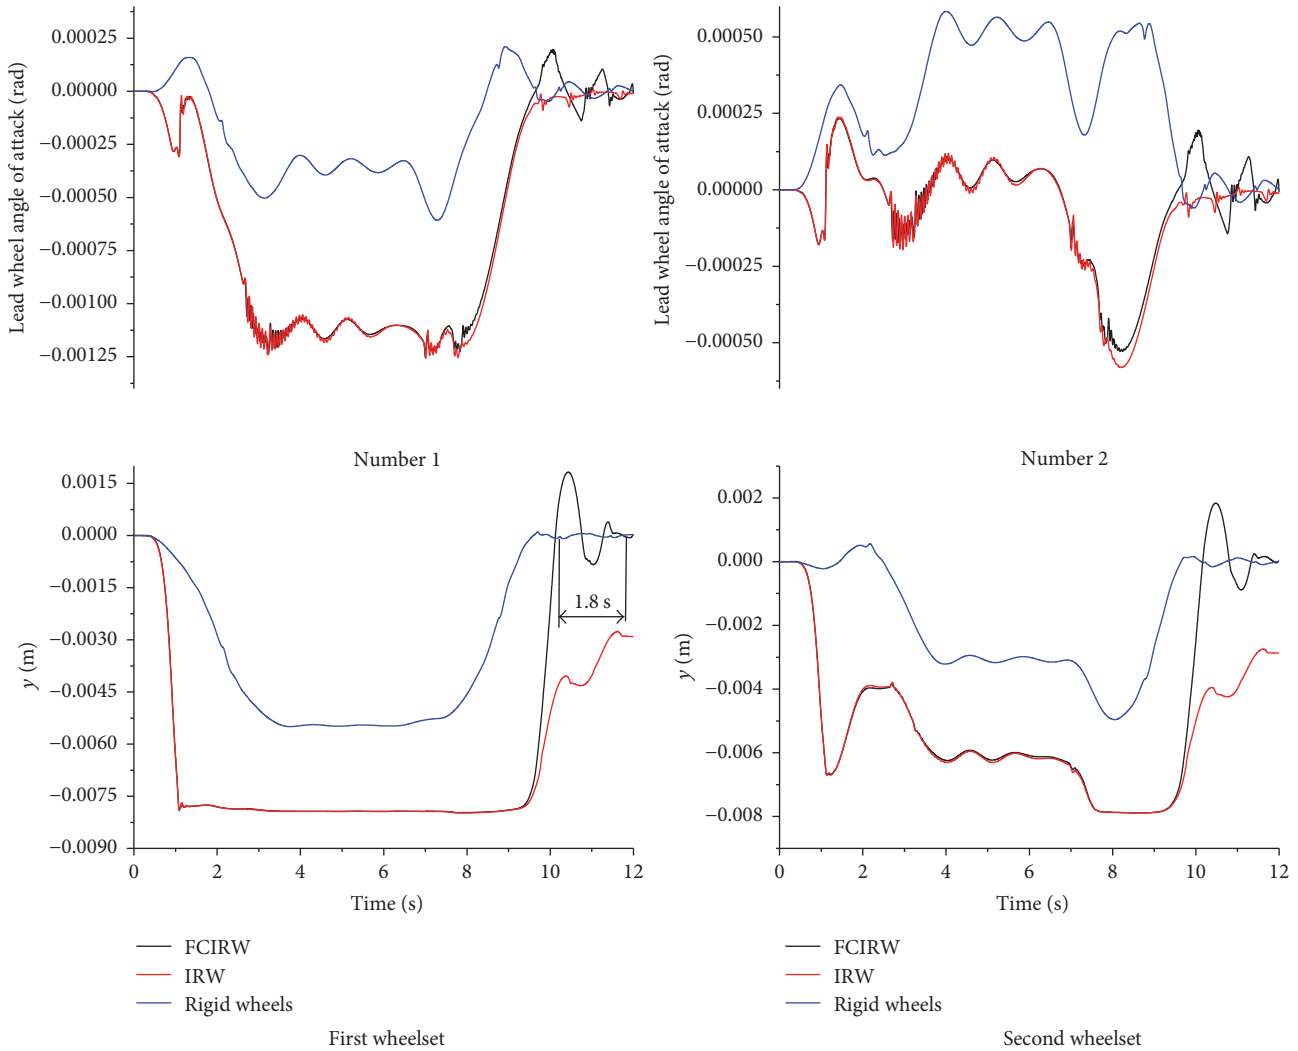 Lead wheel angle of attack (rad)
0.00025
0.00000
−0.00025
−0.00050
−0.00075
−0.00100
−0.00125
Number 1
Lead wheel angle of attack (rad)
0.00050
0.00025
0.00000
−0.00025
−0.00050
Number 2
y (m)
0.0015
0.0000
−0.0015
−0.0030
−0.0045
−0.0060
−0.0075
−0.0090
1.8 s
0 2 4 6 8 10 12
Time (s)
FCIRW
IRW
Rigid wheels
First wheelset
y (m)
0.002
0.000
−0.002
−0.004
−0.006
−0.008
0 2 4 6 8 10 12
Time (s)
FCIRW
IRW
Rigid wheels
Second wheelset